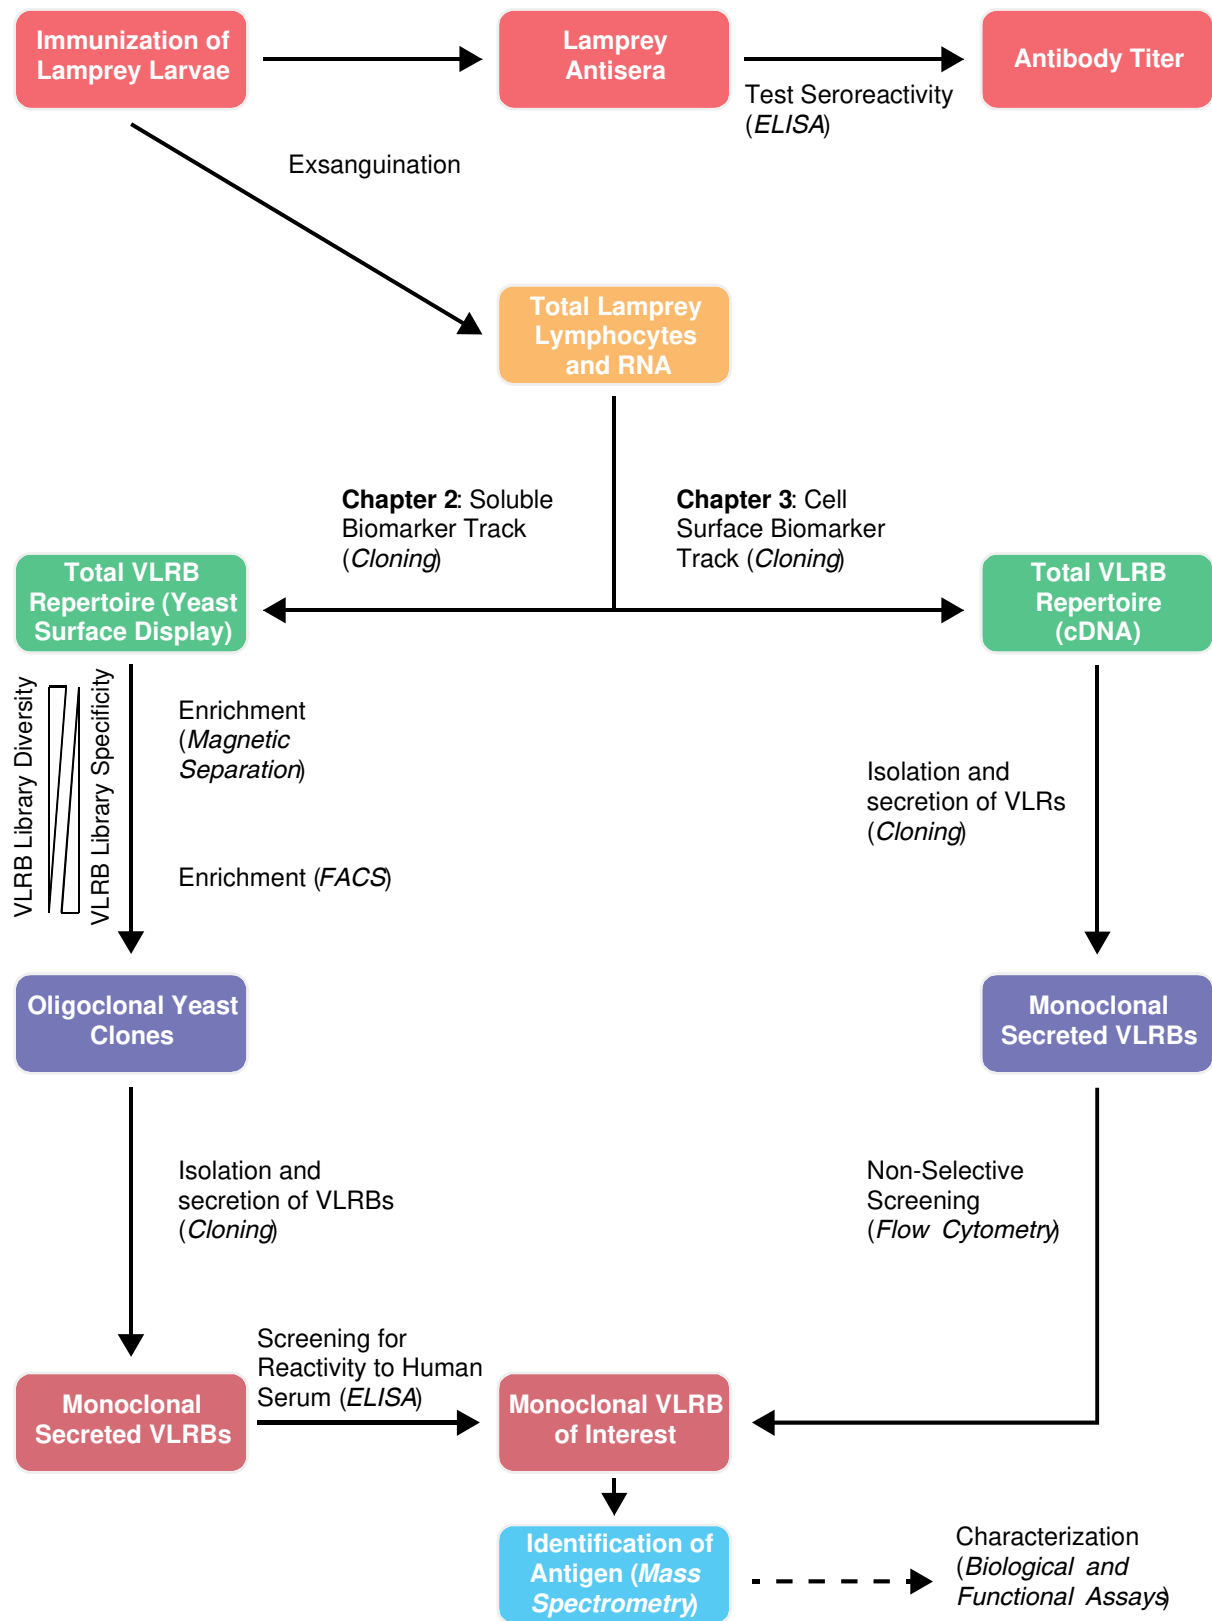 Immunization of
Lamprey Larvae
Lamprey
Antisera
Antibody Titer
Test Seroreactivity
(ELISA)
Exsanguination
Total Lamprey
Lymphocytes
and RNA
Chapter 2: Soluble
Biomarker Track
(Cloning)
Chapter 3: Cell
Surface Biomarker
Track (Cloning)
Total VLRB
Repertoire (Yeast
Surface Display)
Total VLRB
Repertoire
(cDNA)
VLRB Library Diversity
VLRB Library Specificity
Enrichment
(Magnetic
Separation)
Enrichment (FACS)
Isolation and
secretion of VLRs
(Cloning)
Oligoclonal Yeast
Clones
Monoclonal
Secreted VLRBs
Isolation and
secretion of VLRBs
(Cloning)
Non-Selective
Screening
(Flow Cytometry)
Screening for
Reactivity to Human
Serum (ELISA)
Monoclonal
Secreted VLRBs
Monoclonal VLRB
of Interest
Identification of
Antigen (Mass
Spectrometry)
Characterization
(Biological and
Functional Assays)